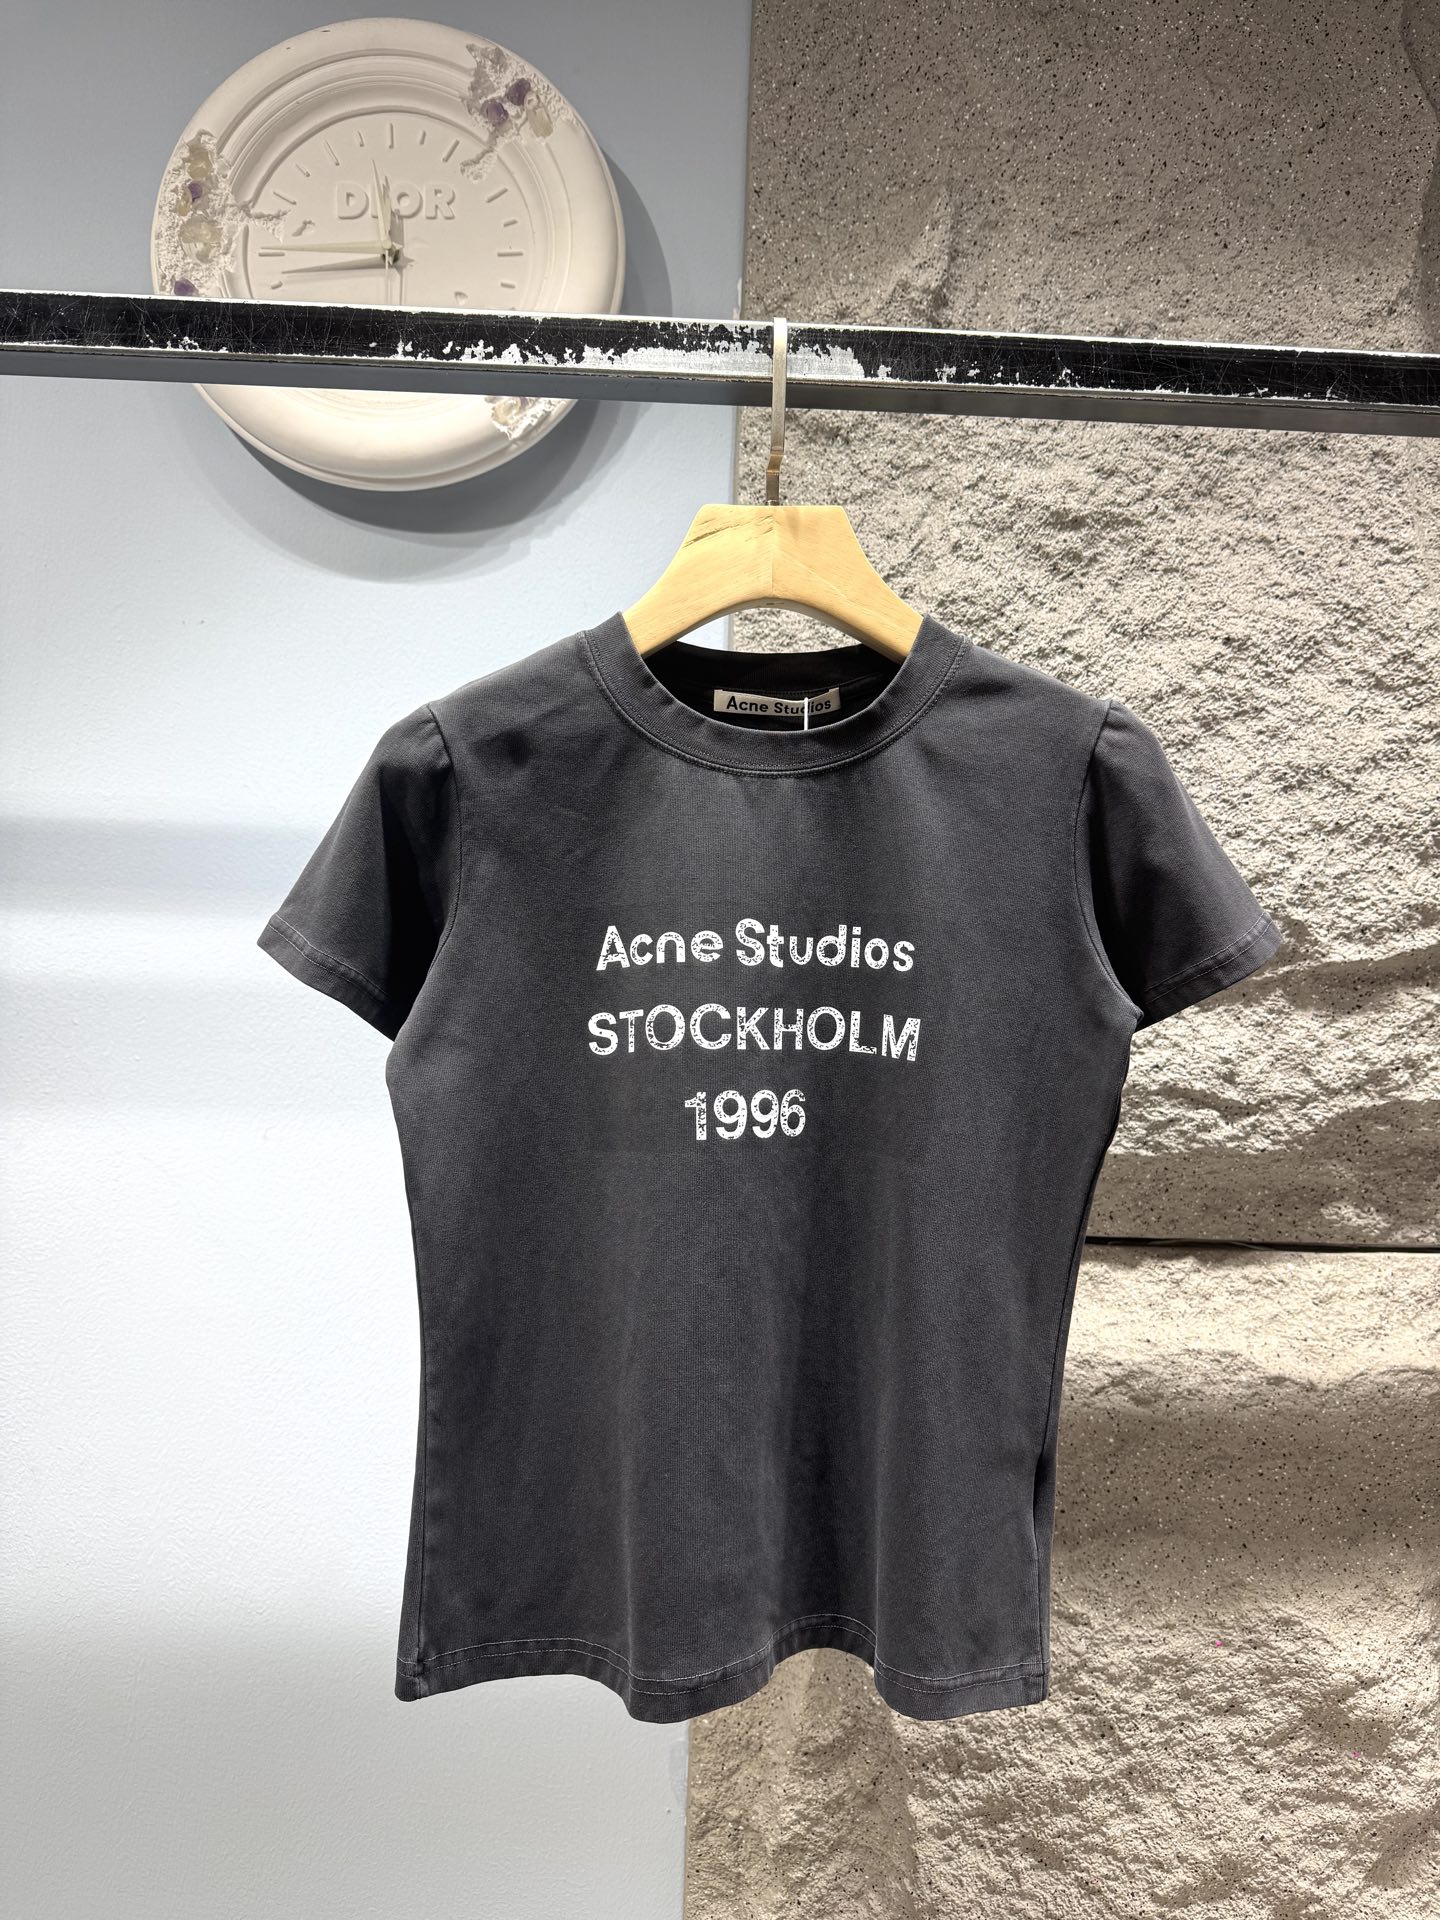 DIOR
Acne Studios
Acne Studios
STOCKHOLM
1996